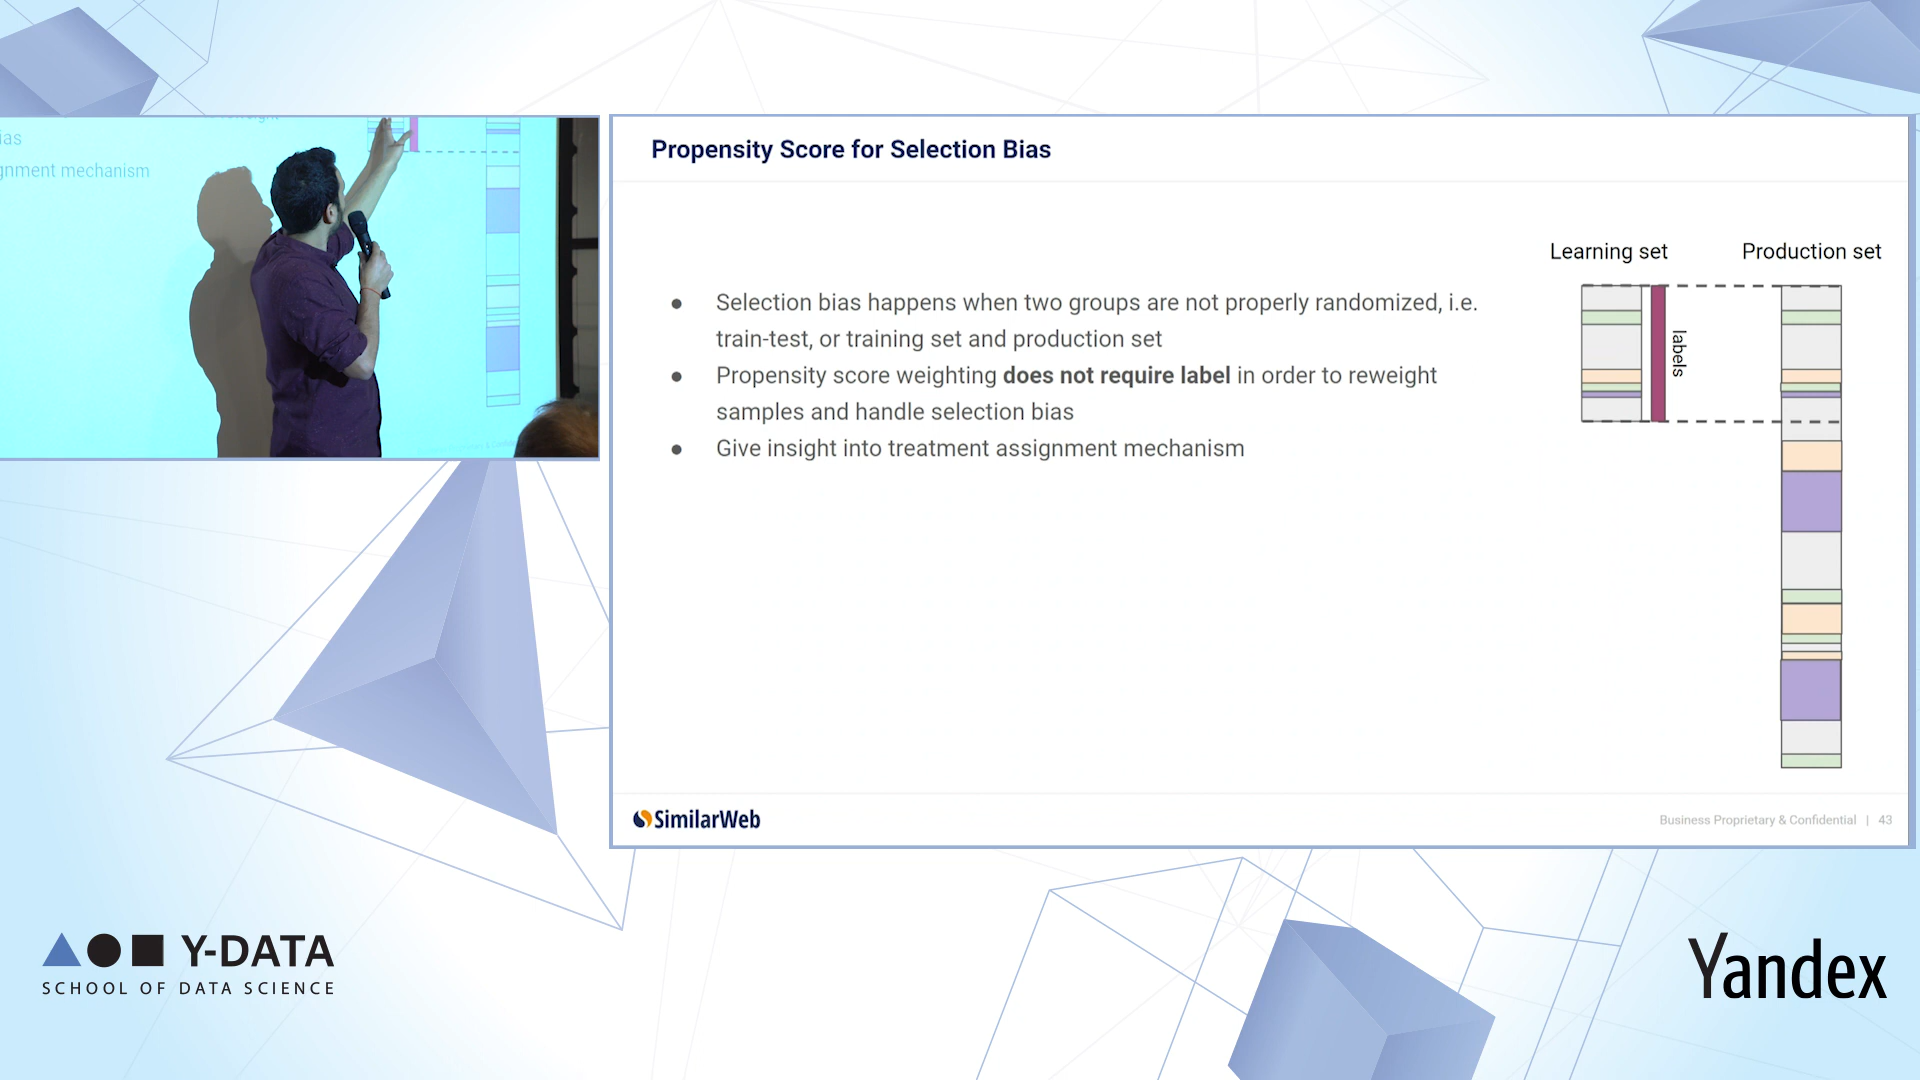 ias
gnment mechanism
Propensity Score for Selection Bias
Learning set
Production set
● Selection bias happens when two groups are not properly randomized, i.e.
train-test, or training set and production set
● Propensity score weighting does not require label in order to reweight
samples and handle selection bias
● Give insight into treatment assignment mechanism
labels
SimilarWeb
Business Proprietary & Confidential | 43
Y-DATA
SCHOOL OF DATA SCIENCE
Yandex